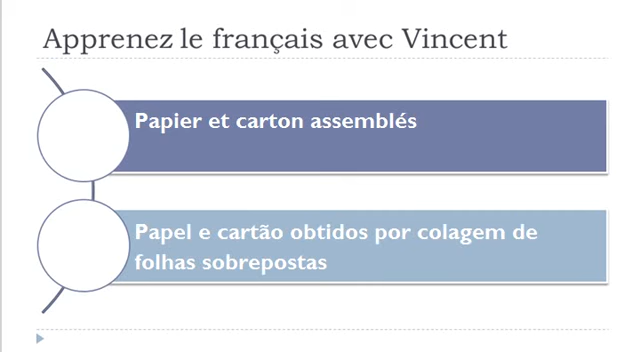 Apprenez le français avec Vincent
Papier et carton assemblés
Papel e cartão obtidos por colagem de
folhas sobrepostas